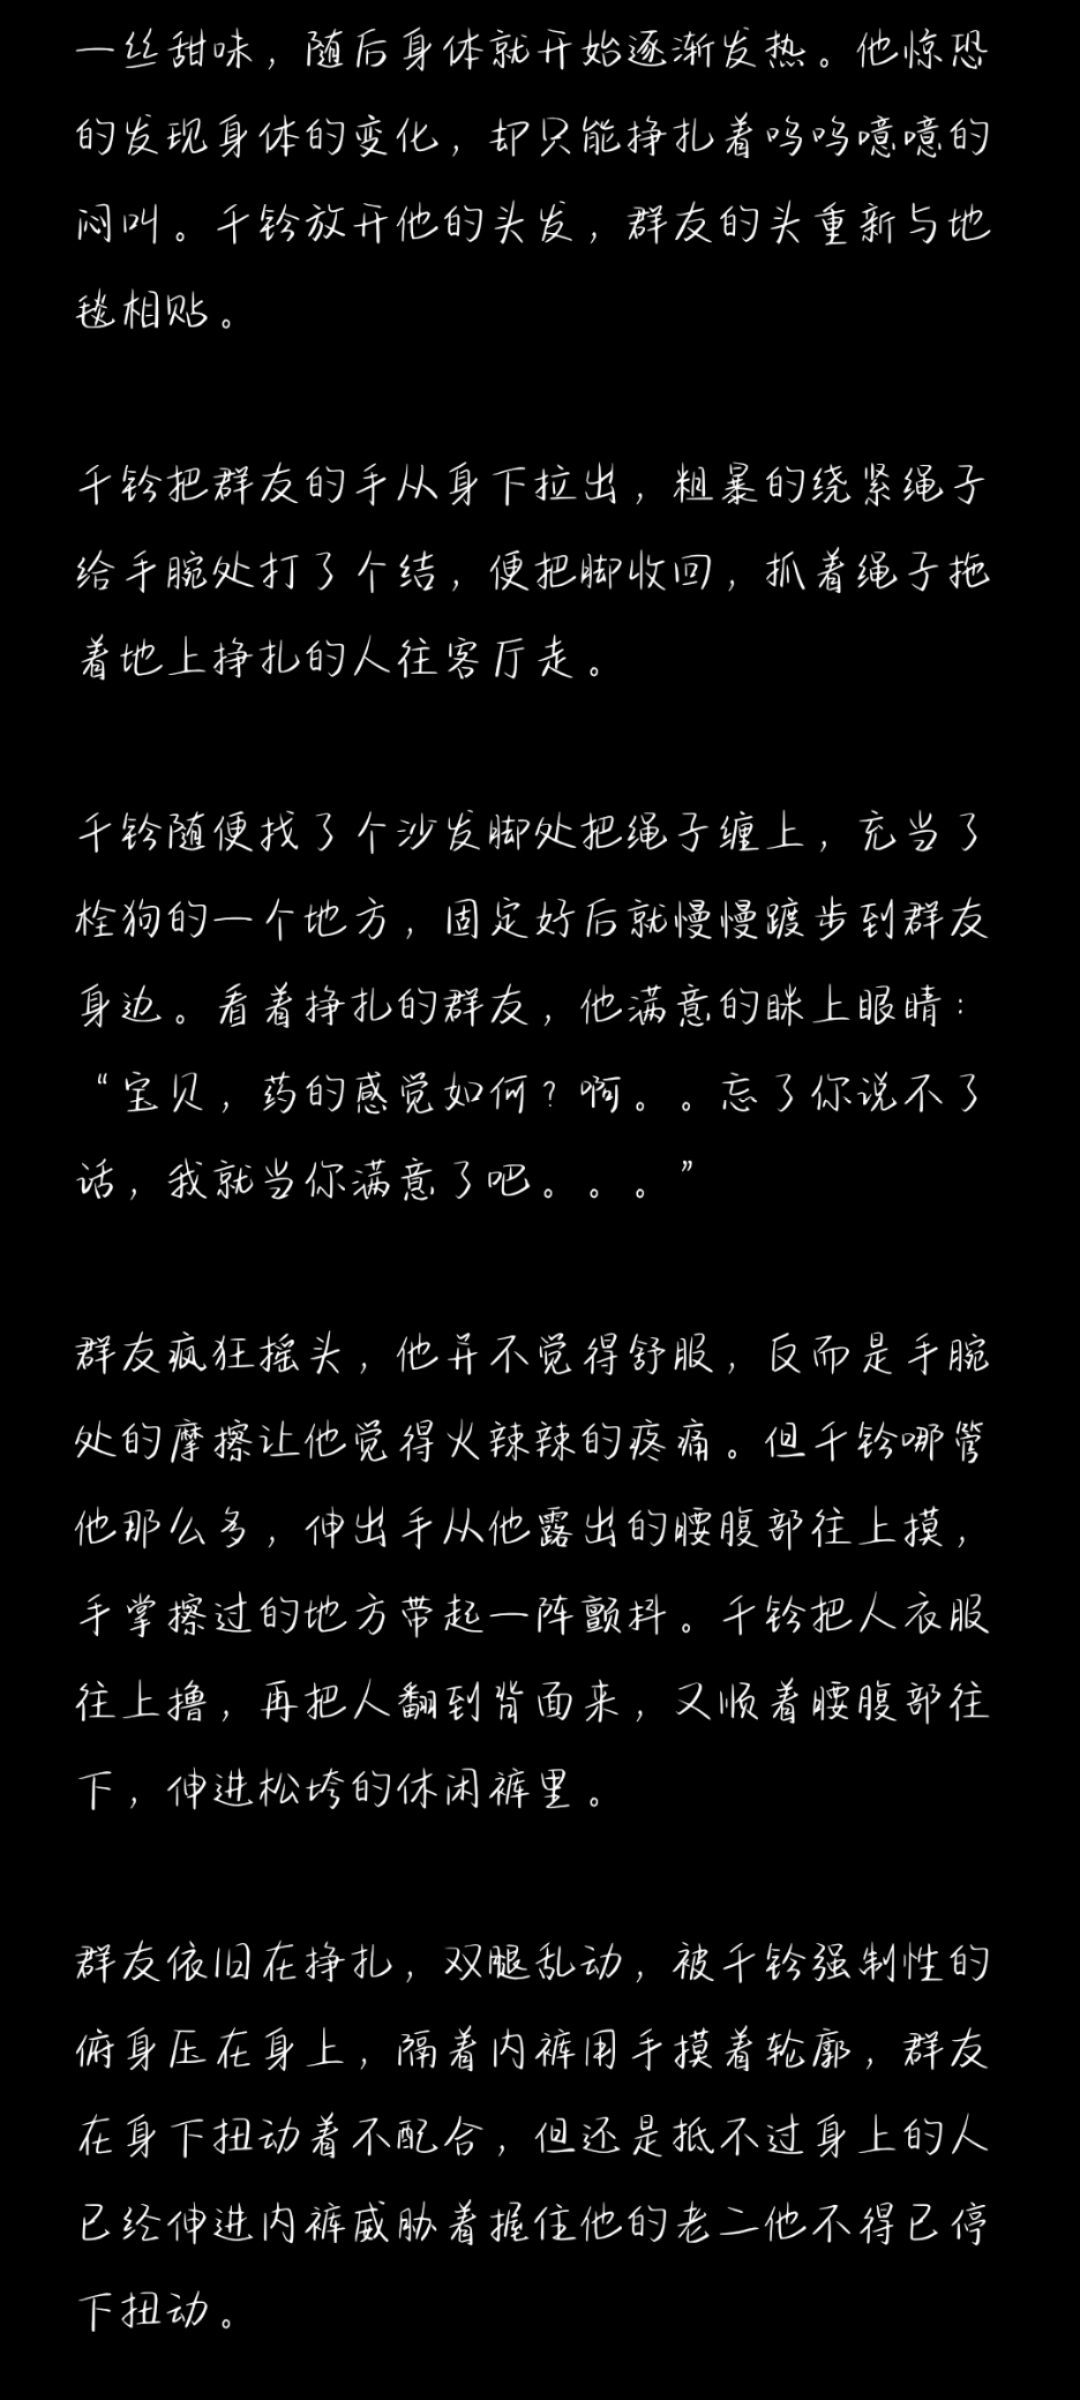 一丝甜味，随后身体就开始逐渐发热。他惊恐
的发现身体的变化，却只能挣扎着呜呜噫噫的
闷叫。千铃放开他的头发，群友的头重新与地
毯相贴。
千铃把群友的手从身下拉出，粗暴的绕紧绳子
给手腕处打了个结，便把脚收回，抓着绳子拖
着地上挣扎的人往客厅走。
千铃随便找了个沙发脚处把绳子缠上，充当了
栓狗的一个地方，固定好后就慢慢踱步到群友
身边。看着挣扎的群友，他满意的眯上眼睛：
“宝贝，药的感觉如何？啊。。忘了你说不了
话，我就当你满意了吧。。。”
群友疯狂摇头，他并不觉得舒服，反而是手腕
处的摩擦让他觉得火辣辣的疼痛。但千铃哪管
他那么多，伸出手从他露出的腰腹部往上摸，
手掌擦过的地方带起一阵颤抖。千铃把人衣服
往上撸，再把人翻到背面来，又顺着腰腹部往
下，伸进松垮的休闲裤里。
群友依旧在挣扎，双腿乱动，被千铃强制性的
俯身压在身上，隔着内裤用手摸着轮廓，群友
在身下扭动着不配合，但还是抵不过身上的人
已经伸进内裤威胁着握住他的老二他不得已停
下扭动。